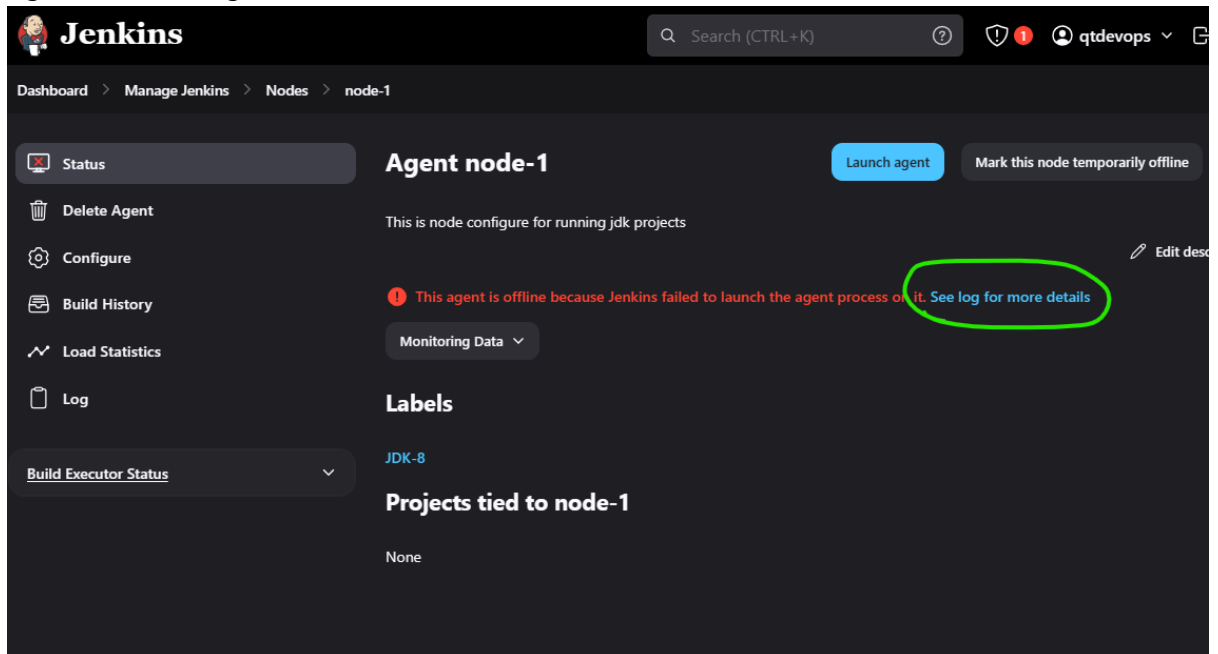 Jenkins
Search (CTRL+K)
1
qtdevops
Dashboard > Manage Jenkins > Nodes > node-1
Status
Delete Agent
Configure
Build History
Load Statistics
Log
Build Executor Status
Agent node-1
Launch agent
Mark this node temporarily offline
This is node configure for running jdk projects
Edit desc
This agent is offline because Jenkins failed to launch the agent process on it. See log for more details
Monitoring Data
Labels
JDK-8
Projects tied to node-1
None